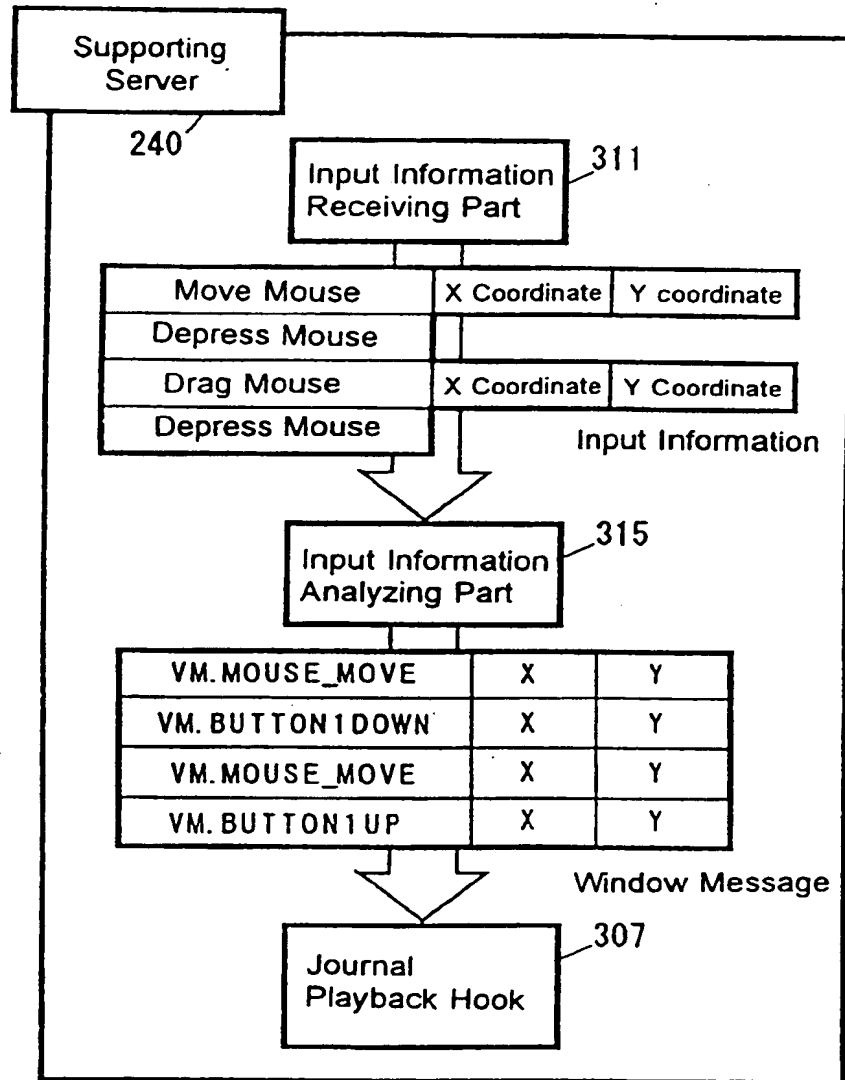 Supporting
Server
240
Input Information
Receiving Part
311
Move Mouse X Coordinate Y coordinate
Depress Mouse
Drag Mouse X Coordinate Y Coordinate
Depress Mouse
Input Information
Input Information
Analyzing Part
315
VM.MOUSE_MOVE X Y
VM.BUTTON1DOWN X Y
VM.MOUSE_MOVE X Y
VM.BUTTON1UP X Y
Window Message
Journal
Playback Hook
307